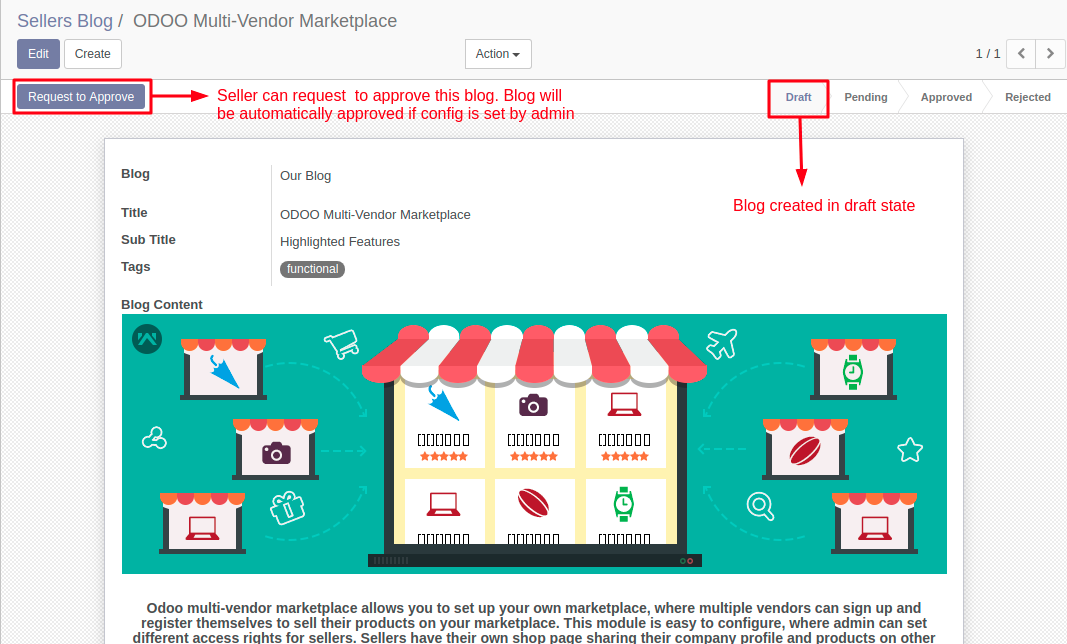 Sellers Blog / ODOO Multi-Vendor Marketplace
Edit Create Action 1 / 1
Request to Approve
Seller can request  to approve this blog. Blog will
be automatically approved if config is set by admin
Draft Pending Approved Rejected
Blog created in draft state
Blog Our Blog
Title ODOO Multi-Vendor Marketplace
Sub Title Highlighted Features
Tags functional
Blog Content
Odoo multi-vendor marketplace allows you to set up your own marketplace, where multiple vendors can sign up and
register themselves to sell their products on your marketplace. This module is easy to configure, where admin can set
different access rights for sellers. Sellers have their own shop page sharing their company profile and products on other